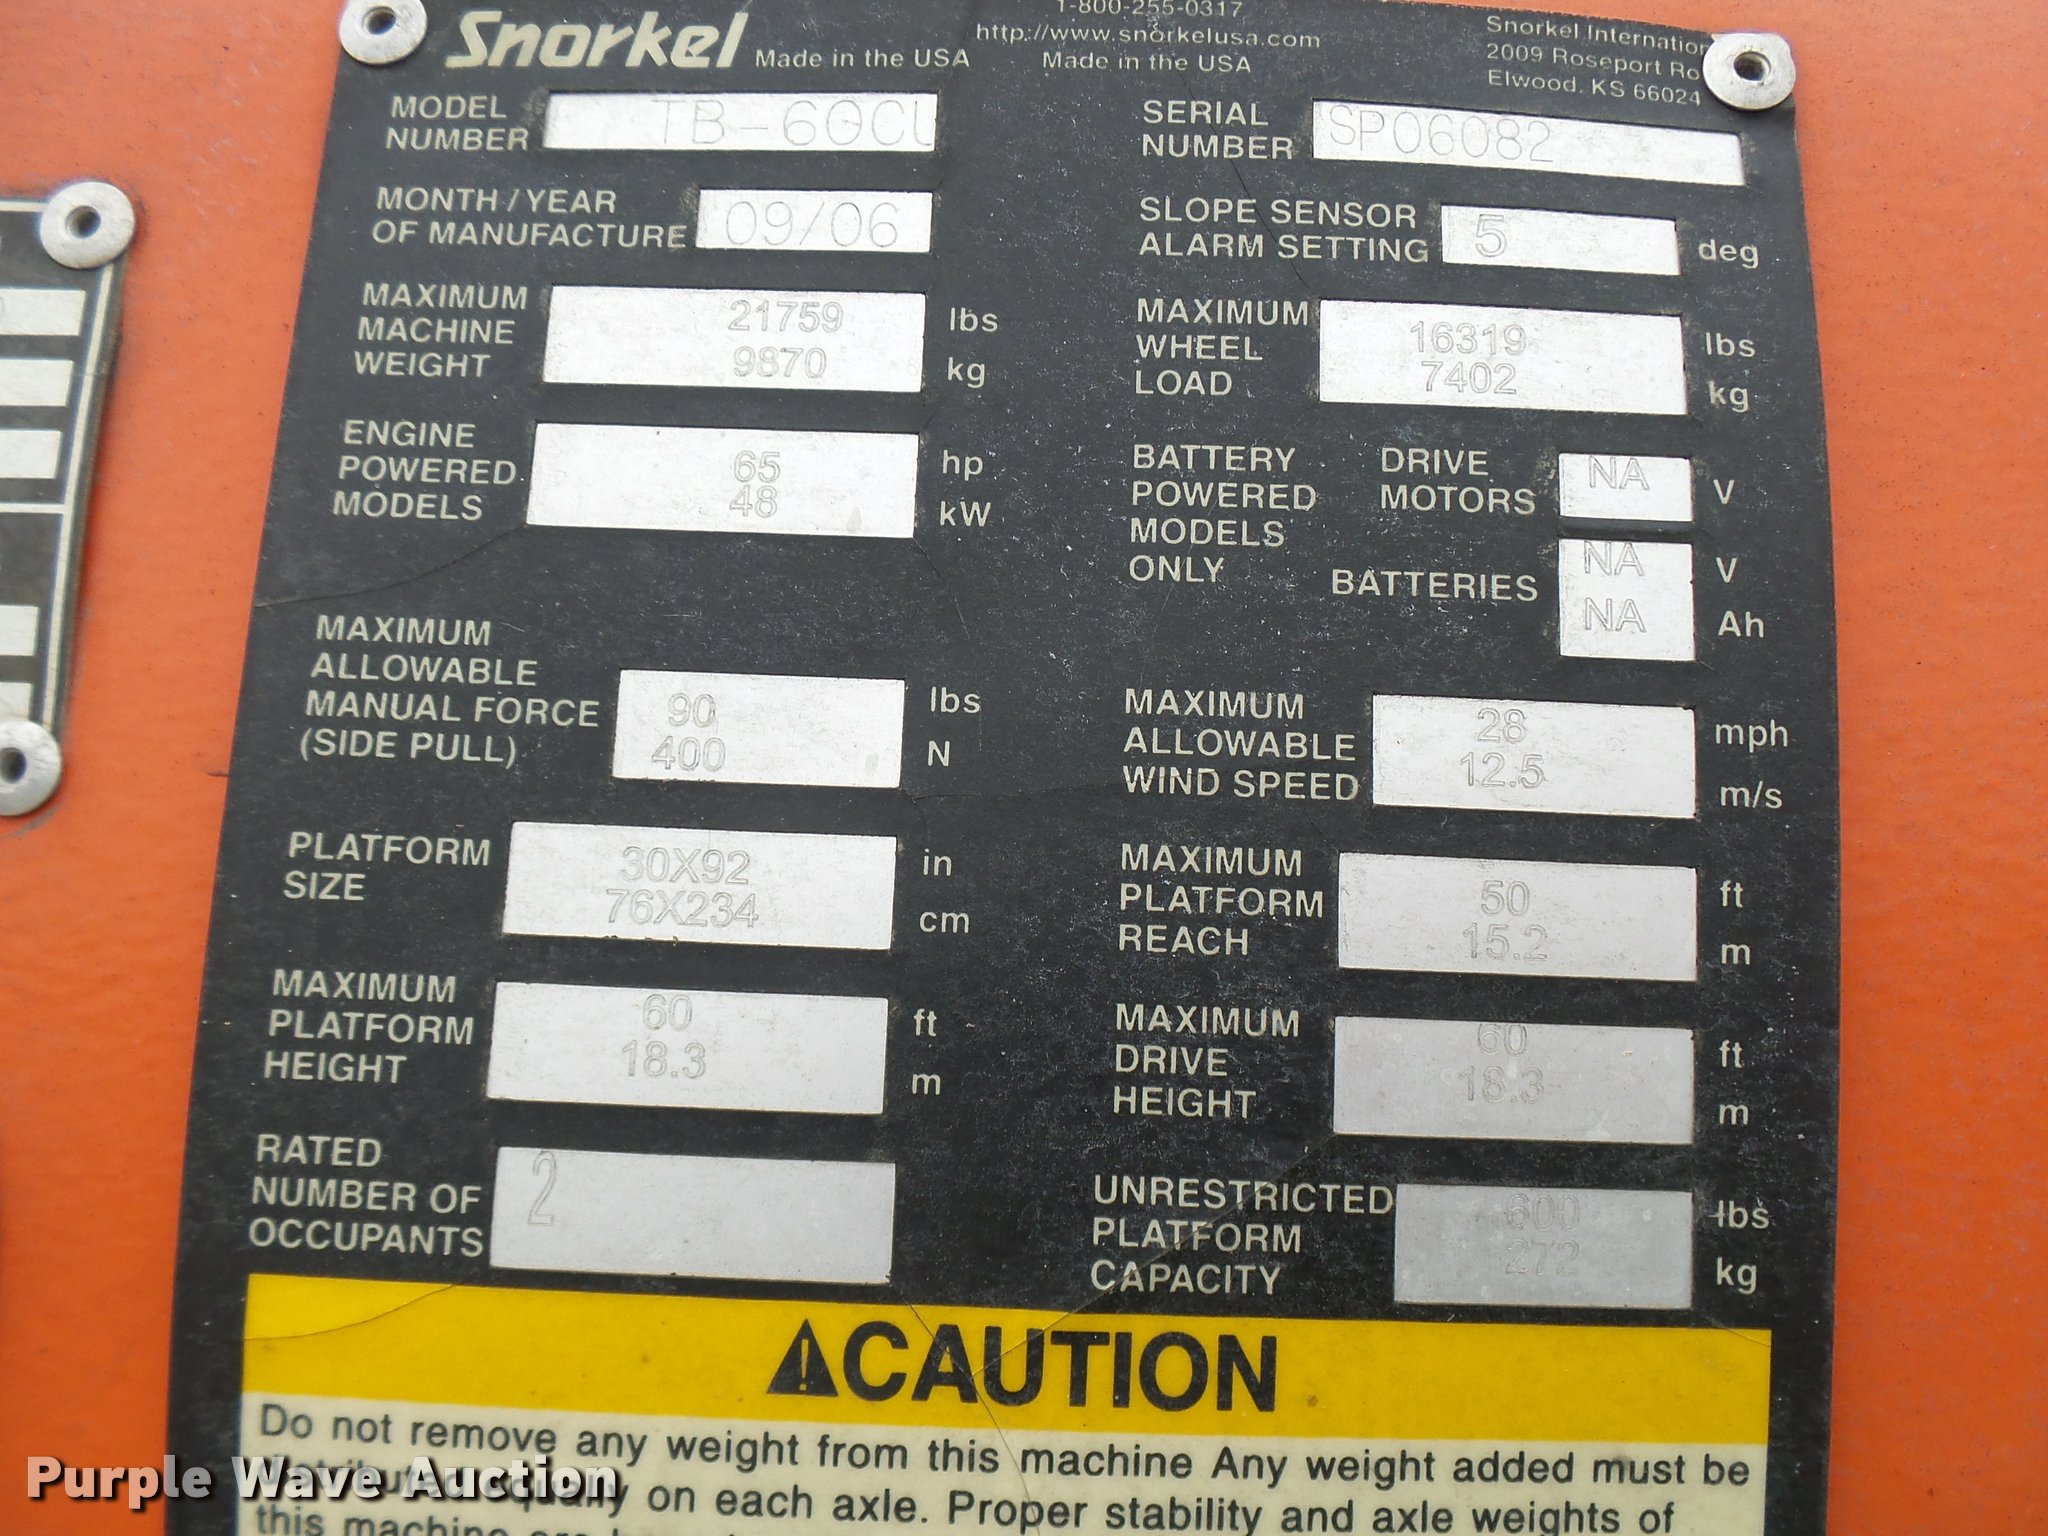 Snorkel Made in the USA
1-800-255-0317
http://www.snorkelusa.com
Made in the USA
Snorkel Internation
2009 Roseport Ro
Elwood, KS 66024
MODEL NUMBER TB-60CU
SERIAL NUMBER SP06082
MONTH / YEAR OF MANUFACTURE 09/06
SLOPE SENSOR ALARM SETTING 5 deg
MAXIMUM MACHINE WEIGHT
21759 lbs
9870 kg
MAXIMUM WHEEL LOAD
16319 lbs
7402 kg
ENGINE POWERED MODELS
65 hp
48 kW
BATTERY POWERED MODELS ONLY
DRIVE MOTORS NA V
BATTERIES NA V
NA Ah
MAXIMUM ALLOWABLE MANUAL FORCE (SIDE PULL)
90 lbs
400 N
MAXIMUM ALLOWABLE WIND SPEED
28 mph
12.5 m/s
PLATFORM SIZE
30X92 in
76X234 cm
MAXIMUM PLATFORM REACH
50 ft
15.2 m
MAXIMUM PLATFORM HEIGHT
60 ft
18.3 m
MAXIMUM DRIVE HEIGHT
60 ft
18.3 m
RATED NUMBER OF OCCUPANTS 2
UNRESTRICTED PLATFORM CAPACITY
600 lbs
272 kg
CAUTION
Do not remove any weight from this machine Any weight added must be
distributed equally on each axle. Proper stability and axle weights of
this machine are
Purple Wave Auction